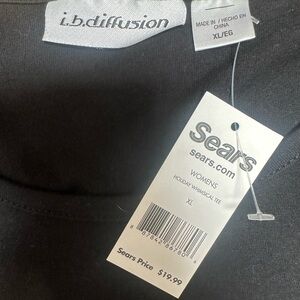 i.b.diffusion
MADE IN / HECHO EN
CHINA
XL/EG
Sears
sears.com
WOMENS
HOLIDAY WHIMSICAL TEE
XL
Sears Price $19.99